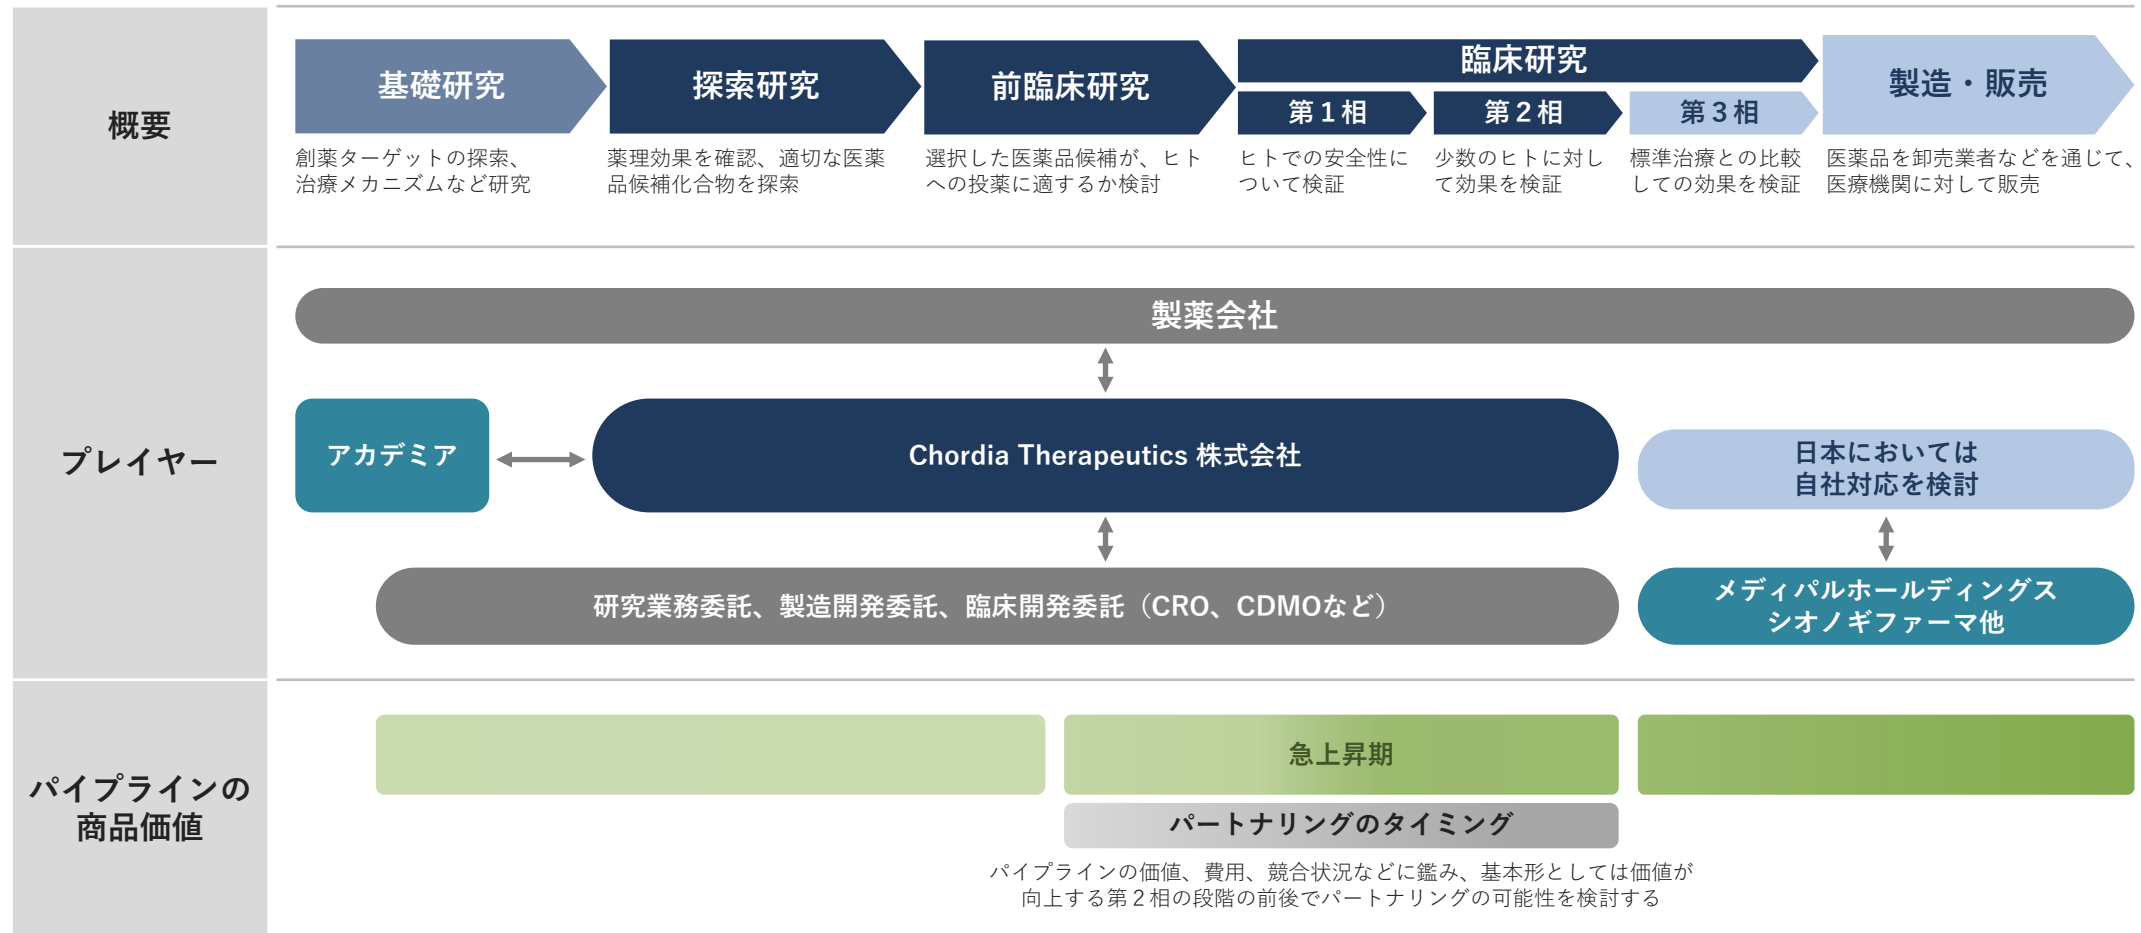 概要
基礎研究
探索研究
前臨床研究
臨床研究
第１相
第２相
第３相
製造・販売
創薬ターゲットの探索、
治療メカニズムなど研究
薬理効果を確認、適切な医薬
品候補化合物を探索
選択した医薬品候補が、ヒト
への投薬に適するか検討
ヒトでの安全性に
ついて検証
少数のヒトに対し
て効果を検証
標準治療との比較
しての効果を検証
医薬品を卸売業者などを通じて、
医療機関に対して販売
プレイヤー
製薬会社
アカデミア
Chordia Therapeutics 株式会社
日本においては
自社対応を検討
研究業務委託、製造開発委託、臨床開発委託（CRO、CDMOなど）
メディパルホールディングス
シオノギファーマ他
パイプラインの
商品価値
急上昇期
パートナリングのタイミング
パイプラインの価値、費用、競合状況などに鑑み、基本形としては価値が
向上する第２相の段階の前後でパートナリングの可能性を検討する